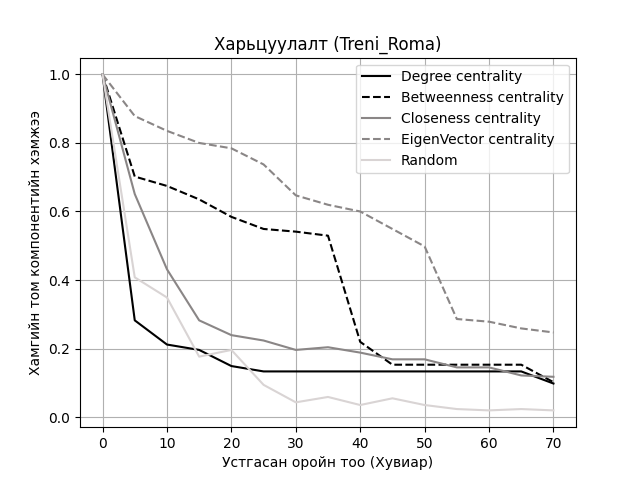 Харьцуулалт (Treni_Roma)
Хамгийн том компонентийн хэмжээ
1.0
0.8
0.6
0.4
0.2
0.0
Degree centrality
Betweenness centrality
Closeness centrality
EigenVector centrality
Random
0 10 20 30 40 50 60 70
Устгасан оройн тоо (Хувиар)